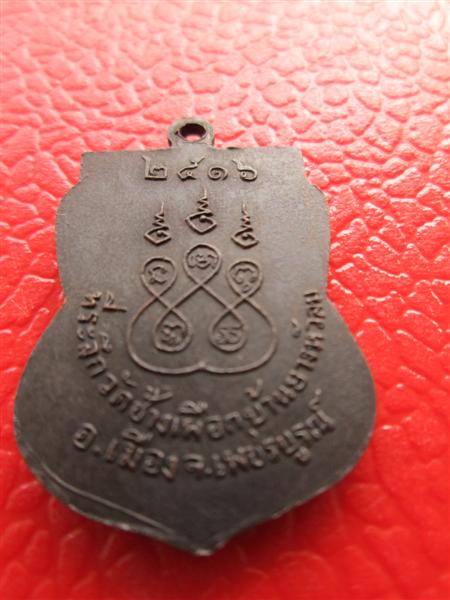 ๒๕๑๖
ที่ระลึกวัดช้างเผือกบ้านยางหัวลม
อ.เมือง จ.เพชรบูรณ์